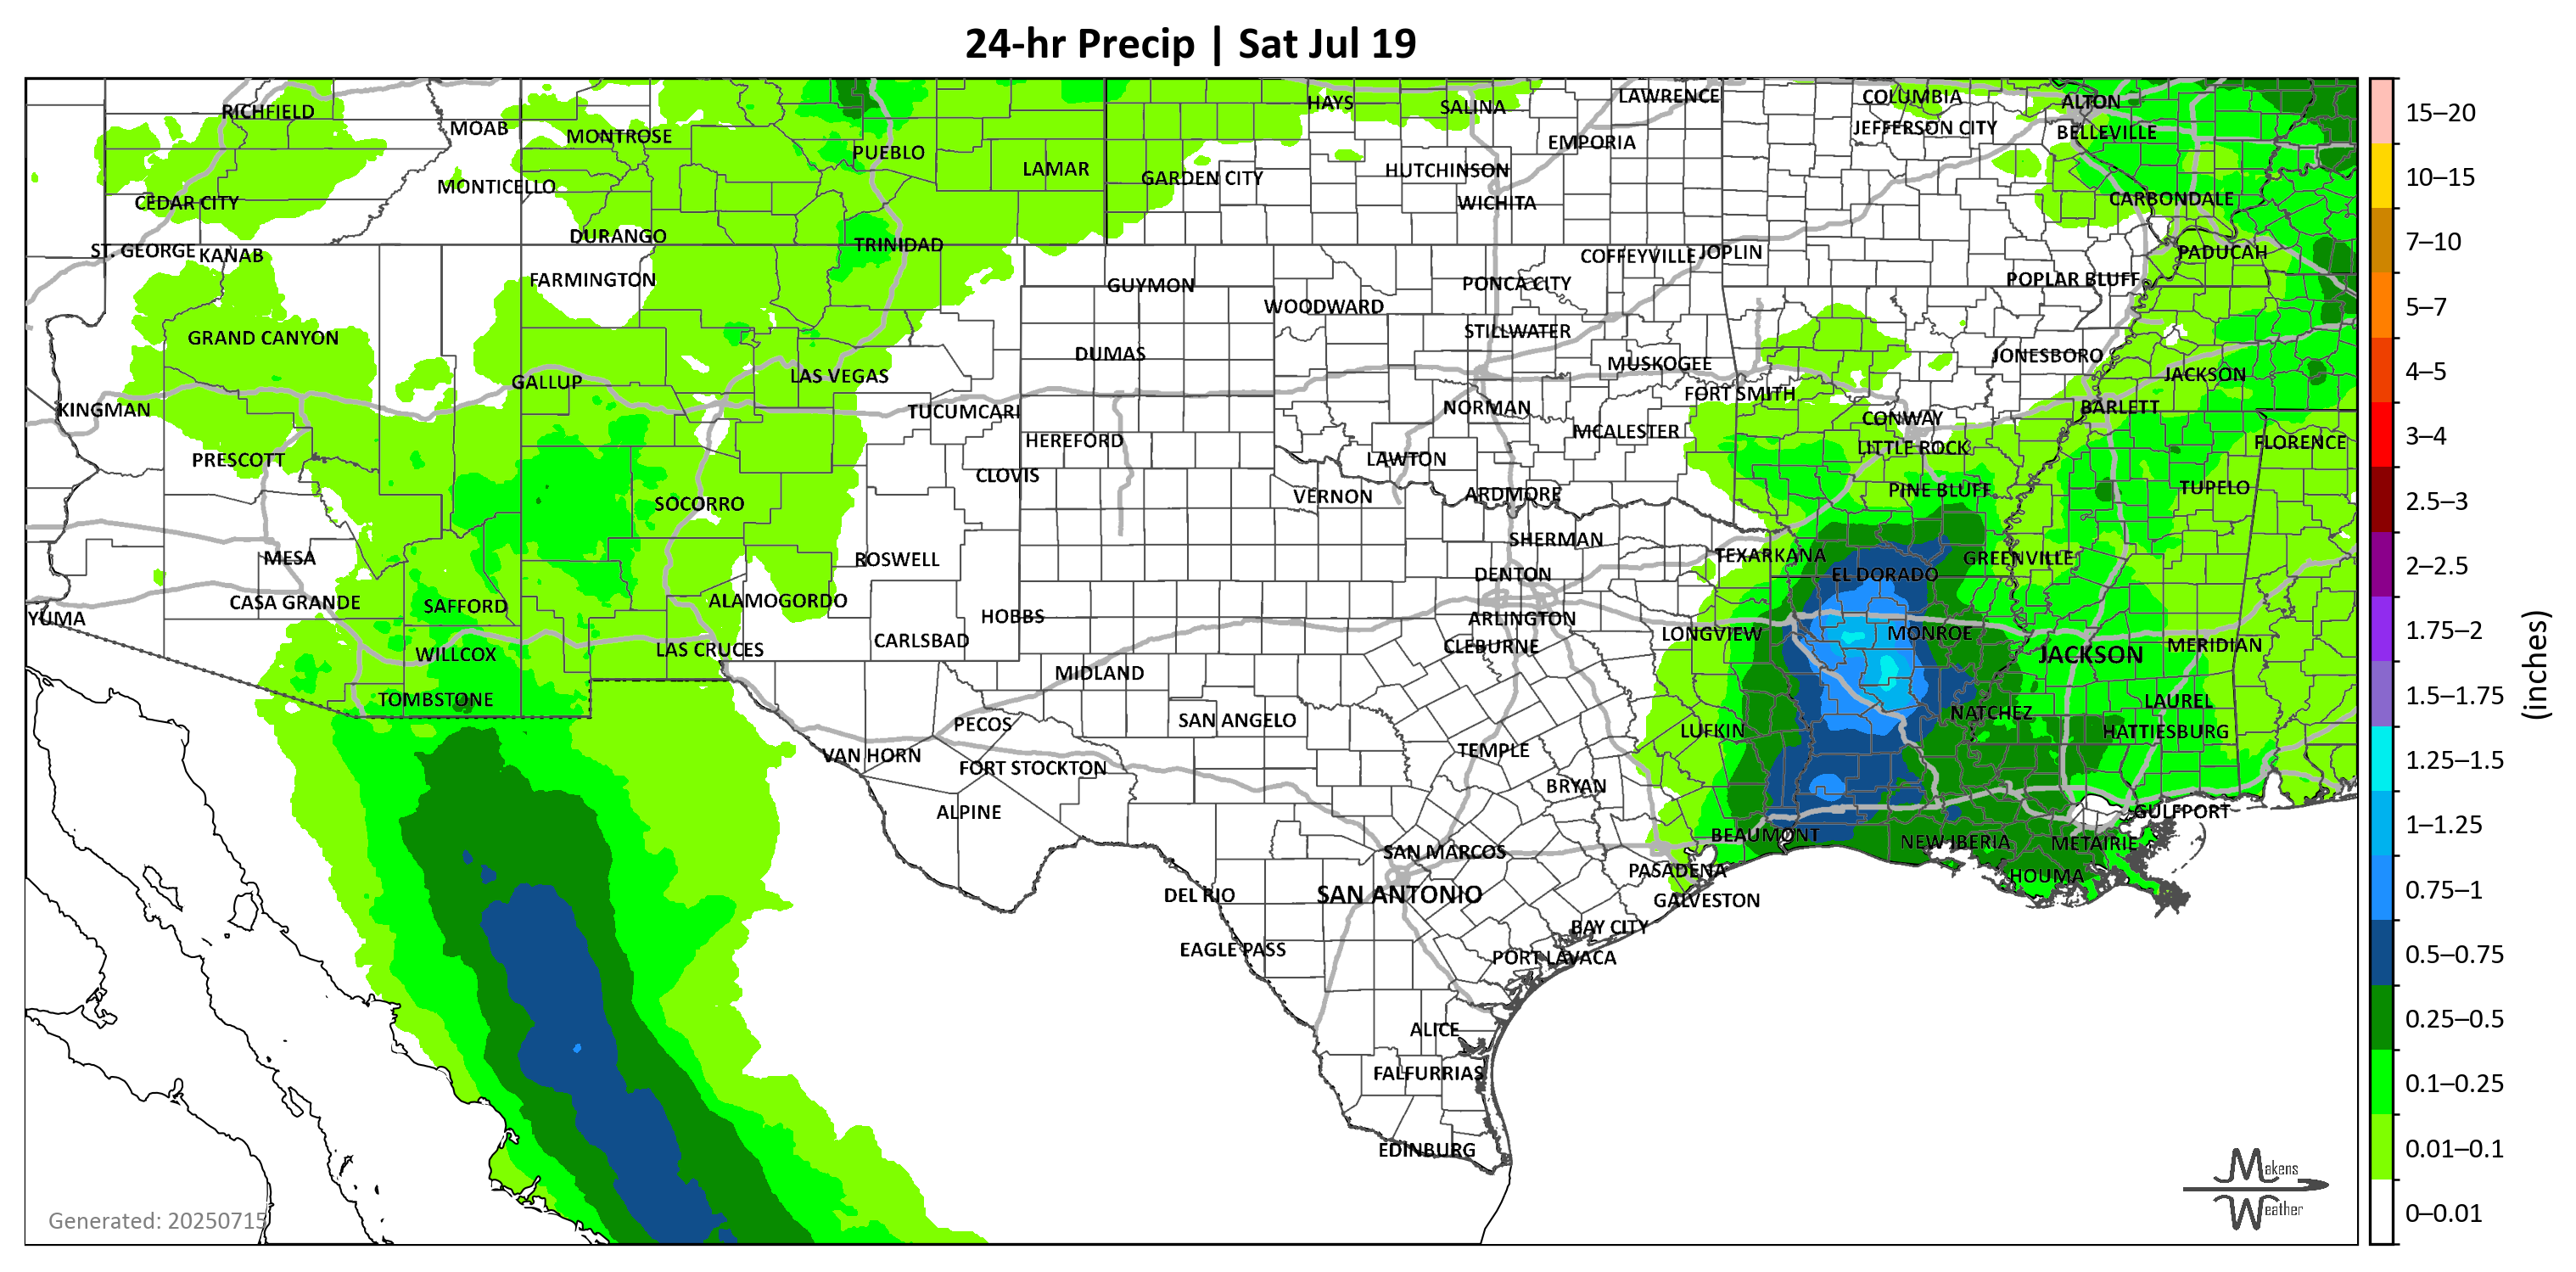 24-hr Precip | Sat Jul 19
RICHFIELD
MOAB
MONTROSE
PUEBLO
LAMAR
HAYS
SALINA
LAWRENCE
COLUMBIA
ALTON
JEFFERSON CITY
BELLEVILLE
EMPORIA
HUTCHINSON
GARDEN CITY
MONTICELLO
CEDAR CITY
WICHITA
CARBONDALE
DURANGO
TRINIDAD
ST. GEORGE
KANAB
COFFEYVILLE
JOPLIN
PADUCAH
FARMINGTON
GUYMON
PONCA CITY
POPLAR BLUFF
WOODWARD
STILLWATER
GRAND CANYON
DUMAS
MUSKOGEE
JONESBORO
GALLUP
LAS VEGAS
JACKSON
FORT SMITH
KINGMAN
TUCUMCARI
NORMAN
BARLETT
CONWAY
MCALESTER
HEREFORD
LITTLE ROCK
FLORENCE
PRESCOTT
LAWTON
CLOVIS
PINE BLUFF
TUPELO
SOCORRO
VERNON
ARDMORE
SHERMAN
MESA
ROSWELL
TEXARKANA
GREENVILLE
DENTON
EL DORADO
CASA GRANDE
SAFFORD
ALAMOGORDO
HOBBS
YUMA
ARLINGTON
CARLSBAD
LONGVIEW
MONROE
CLEBURNE
WILLCOX
LAS CRUCES
JACKSON
MERIDIAN
MIDLAND
TOMBSTONE
LAUREL
PECOS
SAN ANGELO
NATCHEZ
LUFKIN
HATTIESBURG
VAN HORN
TEMPLE
FORT STOCKTON
BRYAN
ALPINE
GULFPORT
BEAUMONT
NEW IBERIA
METAIRIE
SAN MARCOS
PASADENA
HOUMA
DEL RIO
SAN ANTONIO
GALVESTON
BAY CITY
EAGLE PASS
PORT LAVACA
ALICE
FALFURRIAS
EDINBURG
Generated: 20250715
Makens
Weather
15–20
10–15
7–10
5–7
4–5
3–4
2.5–3
2–2.5
1.75–2
1.5–1.75
1.25–1.5
1–1.25
0.75–1
0.5–0.75
0.25–0.5
0.1–0.25
0.01–0.1
0–0.01
(inches)